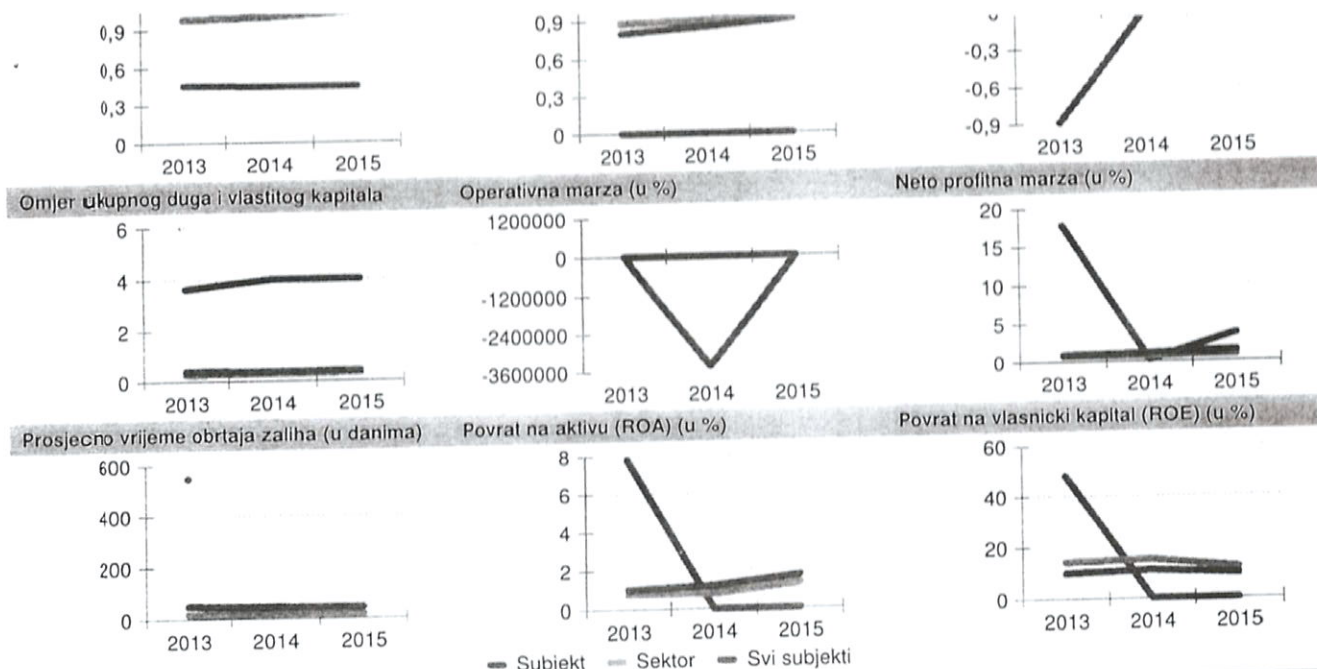 0,9
0,6
0,3
0
2013 2014 2015
0,9
0,6
0,3
0
2013 2014 2015
0
-0,3
-0,6
-0,9
2013 2014 2015
Omjer ukupnog duga i vlastitog kapitala
6
4
2
0
2013 2014 2015
Operativna marza (u %)
1200000
0
-1200000
-2400000
-3600000
2013 2014 2015
Neto profitna marza (u %)
20
15
10
5
0
2013 2014 2015
Prosjecno vrijeme obrtaja zaliha (u danima)
600
400
200
0
2013 2014 2015
Povrat na aktivu (ROA) (u %)
8
6
4
2
0
2013 2014 2015
Povrat na vlasnicki kapital (ROE) (u %)
60
40
20
0
2013 2014 2015
Subjekt Sektor Svi subjekti